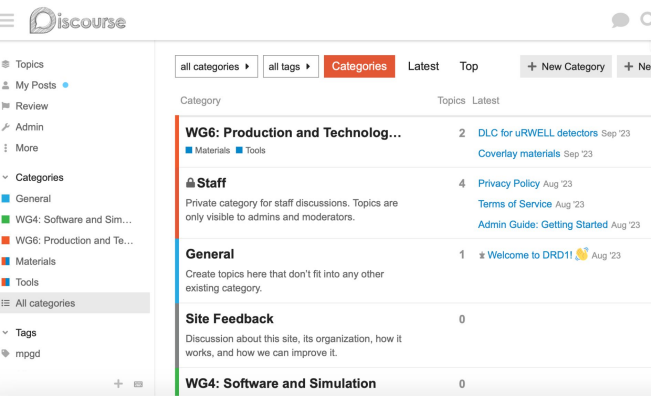 Discourse
all categories
all tags
Categories
Latest
Top
+ New Category
+ Ne
Topics
My Posts
Review
Admin
More
Categories
General
WG4: Software and Sim...
WG6: Production and Te...
Materials
Tools
All categories
Tags
mpgd
Category
Topics
Latest
WG6: Production and Technolog...
Materials
Tools
2
DLC for uRWELL detectors Sep '23
Coverlay materials Sep '23
Staff
Private category for staff discussions. Topics are
only visible to admins and moderators.
4
Privacy Policy Aug '23
Terms of Service Aug '23
Admin Guide: Getting Started Aug '23
General
Create topics here that don't fit into any other
existing category.
1
Welcome to DRD1! 👋 Aug '23
Site Feedback
Discussion about this site, its organization, how it
works, and how we can improve it.
0
WG4: Software and Simulation
0